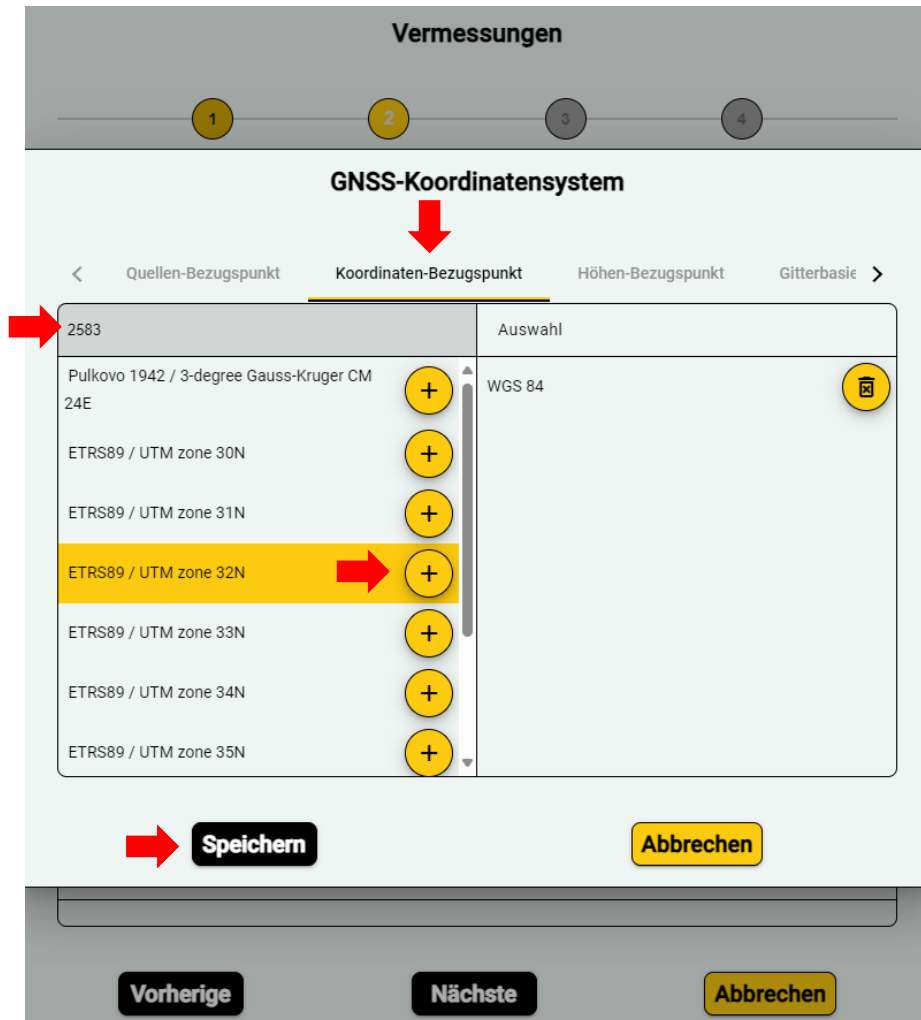 Vermessungen
1
2
3
4
GNSS-Koordinatensystem
Quellen-Bezugspunkt
Koordinaten-Bezugspunkt
Höhen-Bezugspunkt
Gitterbasie
2583
Auswahl
Pulkovo 1942 / 3-degree Gauss-Kruger CM
24E
WGS 84
ETRS89 / UTM zone 30N
ETRS89 / UTM zone 31N
ETRS89 / UTM zone 32N
ETRS89 / UTM zone 33N
ETRS89 / UTM zone 34N
ETRS89 / UTM zone 35N
Speichern
Abbrechen
Vorherige
Nächste
Abbrechen